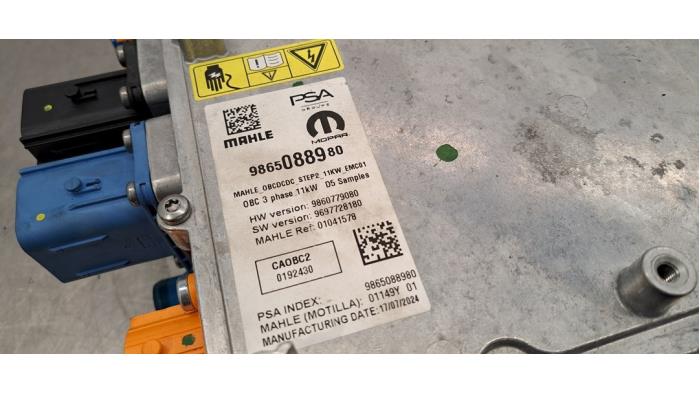 PSA
GROUPE
MAHLE
MOPAR
9865088980
MAHLE_OBCDCDC_STEP2_11KW_EMC01
OBC 3 phase 11kW D5 Samples
HW version: 9860779080
SW version: 9697728180
MAHLE Ref: 01041578
CAOBC2
0192430
PSA INDEX: 9865088980
MAHLE (MOTILLA): 01149Y 01
MANUFACTURING DATE: 17/07/2024